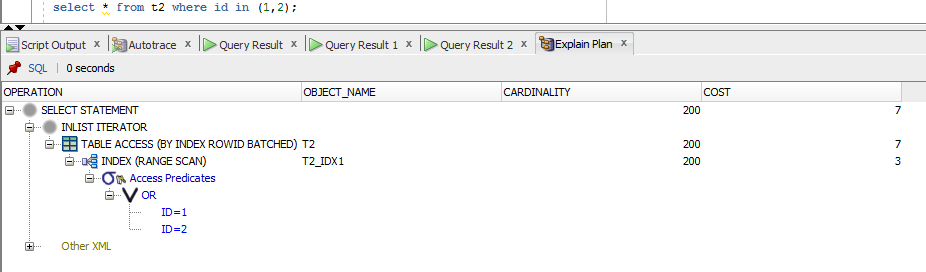 select * from t2 where id in (1,2);
Script Output x Autotrace x Query Result x Query Result 1 x Query Result 2 x Explain Plan x
SQL | 0 seconds
OPERATION OBJECT_NAME CARDINALITY COST
SELECT STATEMENT 200 7
INLIST ITERATOR
TABLE ACCESS (BY INDEX ROWID BATCHED) T2 200 7
INDEX (RANGE SCAN) T2_IDX1 200 3
Access Predicates
OR
ID=1
ID=2
Other XML